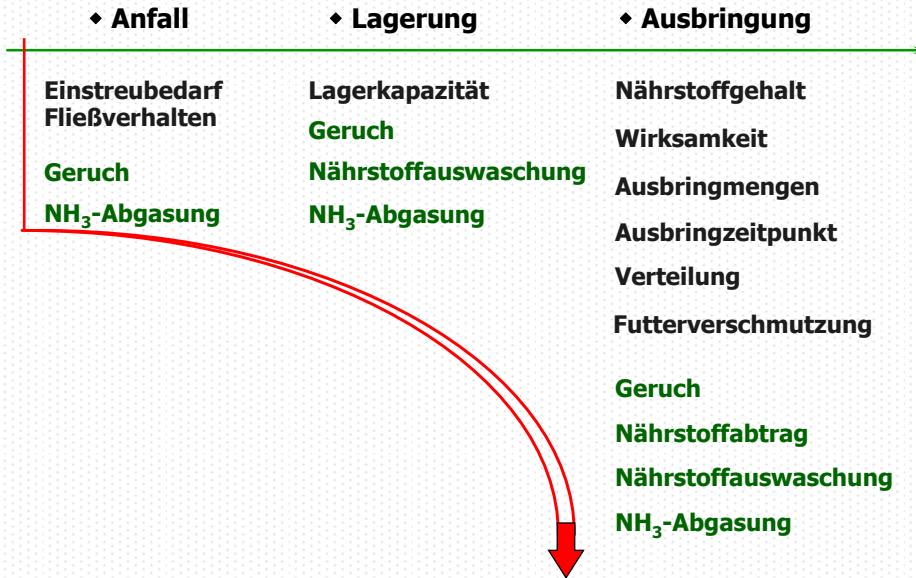 ◆ Anfall
◆ Lagerung
◆ Ausbringung
Einstreubedarf
Fließverhalten
Geruch
NH₃-Abgasung
Lagerkapazität
Geruch
Nährstoffauswaschung
NH₃-Abgasung
Nährstoffgehalt
Wirksamkeit
Ausbringmengen
Ausbringzeitpunkt
Verteilung
Futterverschmutzung
Geruch
Nährstoffabtrag
Nährstoffauswaschung
NH₃-Abgasung